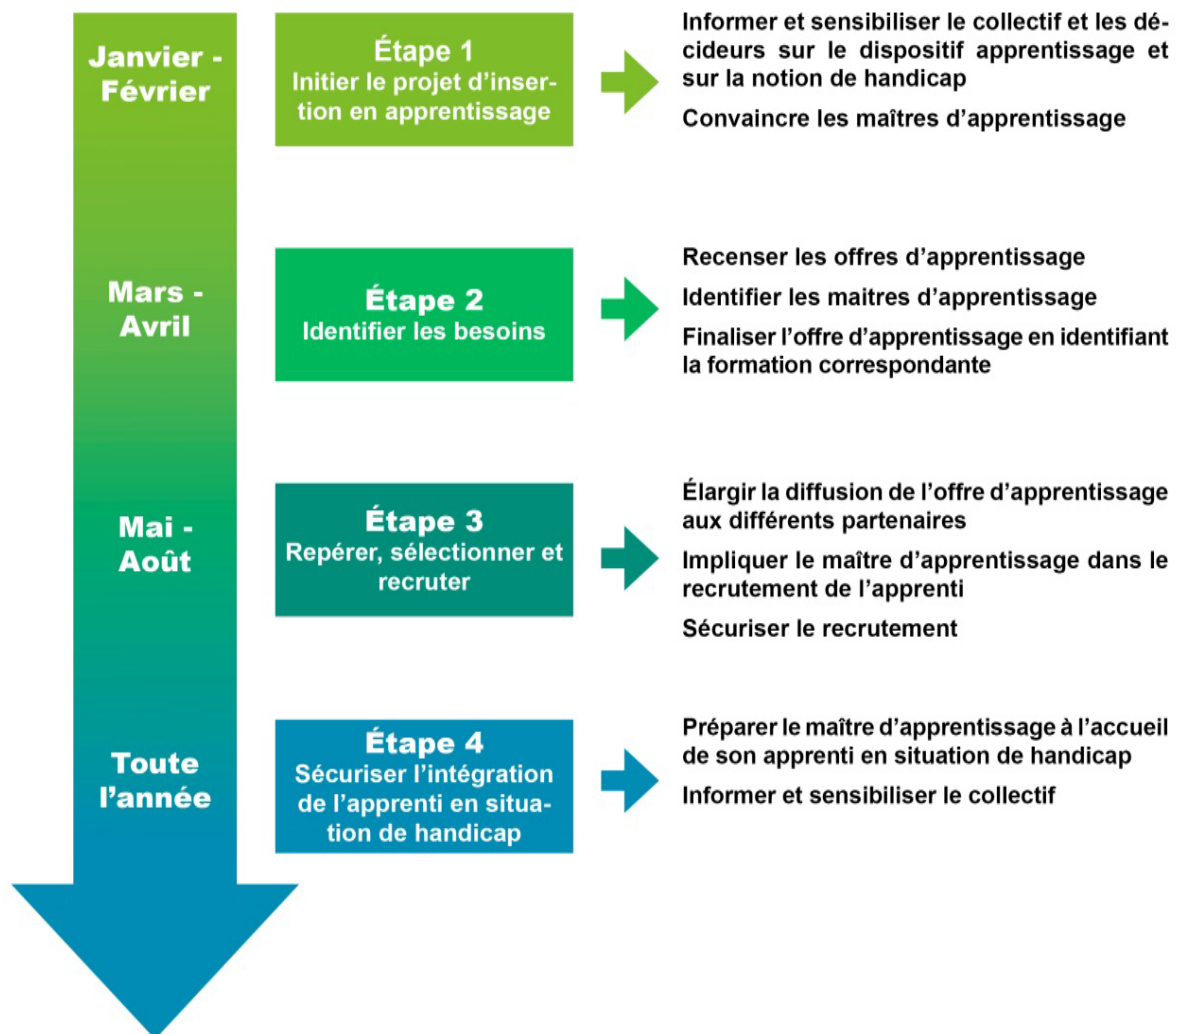 Janvier -
Février
Étape 1
Initier le projet d’inser-
tion en apprentissage
Informer et sensibiliser le collectif et les dé-
cideurs sur le dispositif apprentissage et
sur la notion de handicap
Convaincre les maîtres d’apprentissage
Mars -
Avril
Étape 2
Identifier les besoins
Recenser les offres d’apprentissage
Identifier les maitres d’apprentissage
Finaliser l’offre d’apprentissage en identifiant
la formation correspondante
Mai -
Août
Étape 3
Repérer, sélectionner et
recruter
Élargir la diffusion de l’offre d’apprentissage
aux différents partenaires
Impliquer le maître d’apprentissage dans le
recrutement de l’apprenti
Sécuriser le recrutement
Toute
l’année
Étape 4
Sécuriser l’intégration
de l’apprenti en situa-
tion de handicap
Préparer le maître d’apprentissage à l’accueil
de son apprenti en situation de handicap
Informer et sensibiliser le collectif